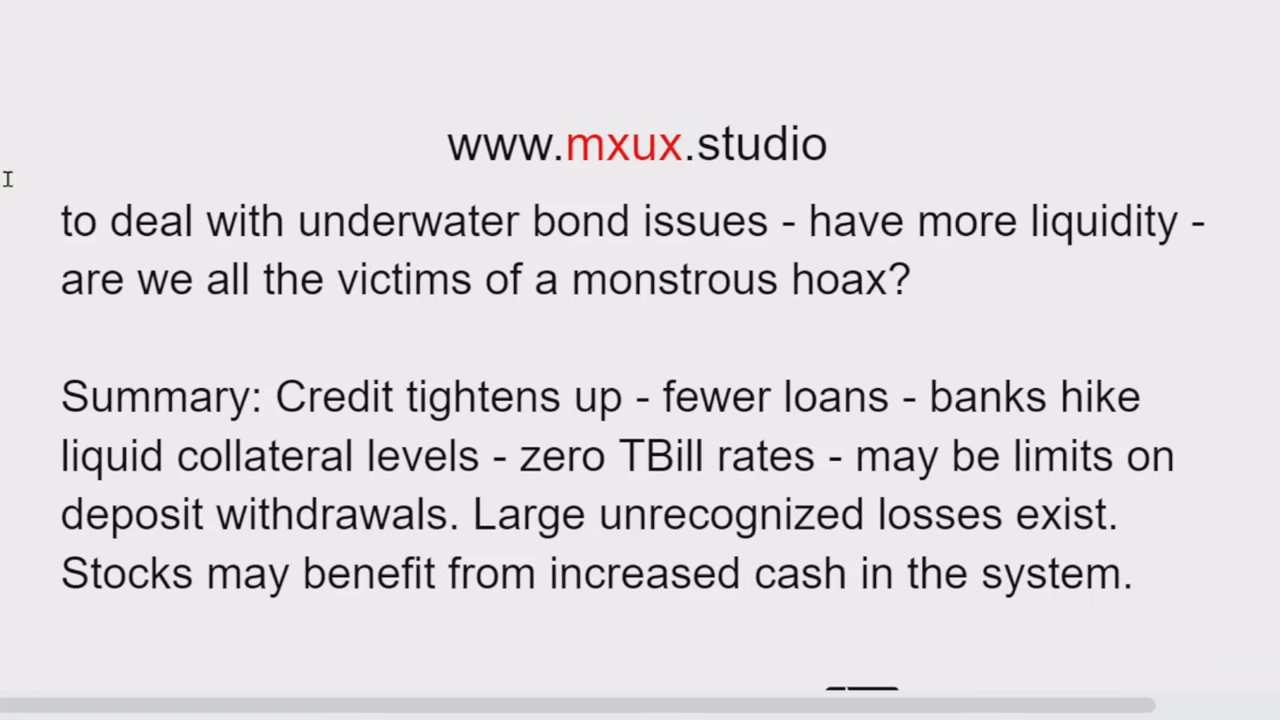 www.mxux.studio
to deal with underwater bond issues - have more liquidity -
are we all the victims of a monstrous hoax?
Summary: Credit tightens up - fewer loans - banks hike
liquid collateral levels - zero TBill rates - may be limits on
deposit withdrawals. Large unrecognized losses exist.
Stocks may benefit from increased cash in the system.